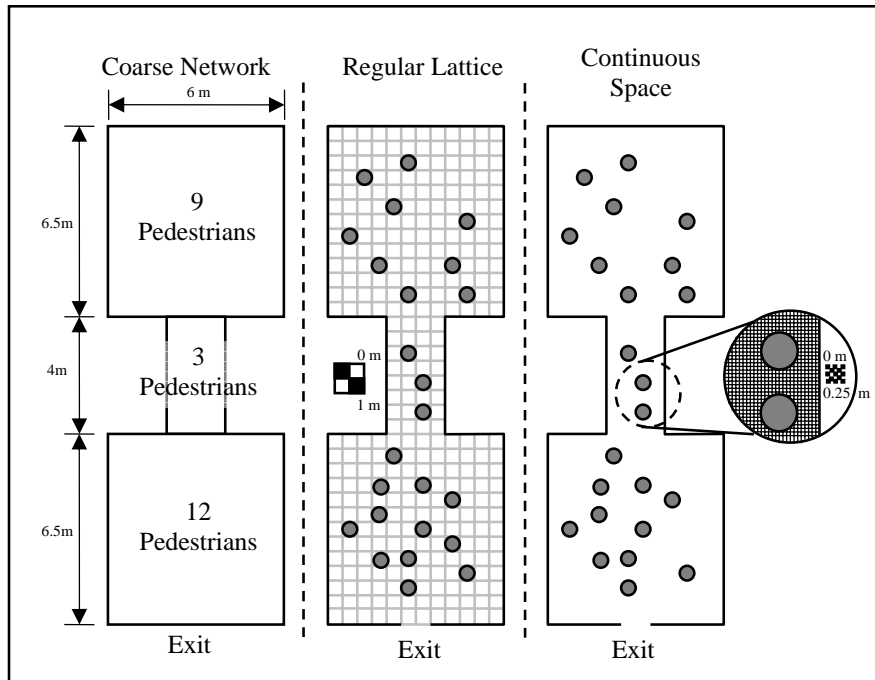 Coarse Network
6 m
Regular Lattice
Continuous
Space
6.5m
9
Pedestrians
4m
3
Pedestrians
0 m
1 m
0 m
0.25 m
6.5m
12
Pedestrians
Exit
Exit
Exit